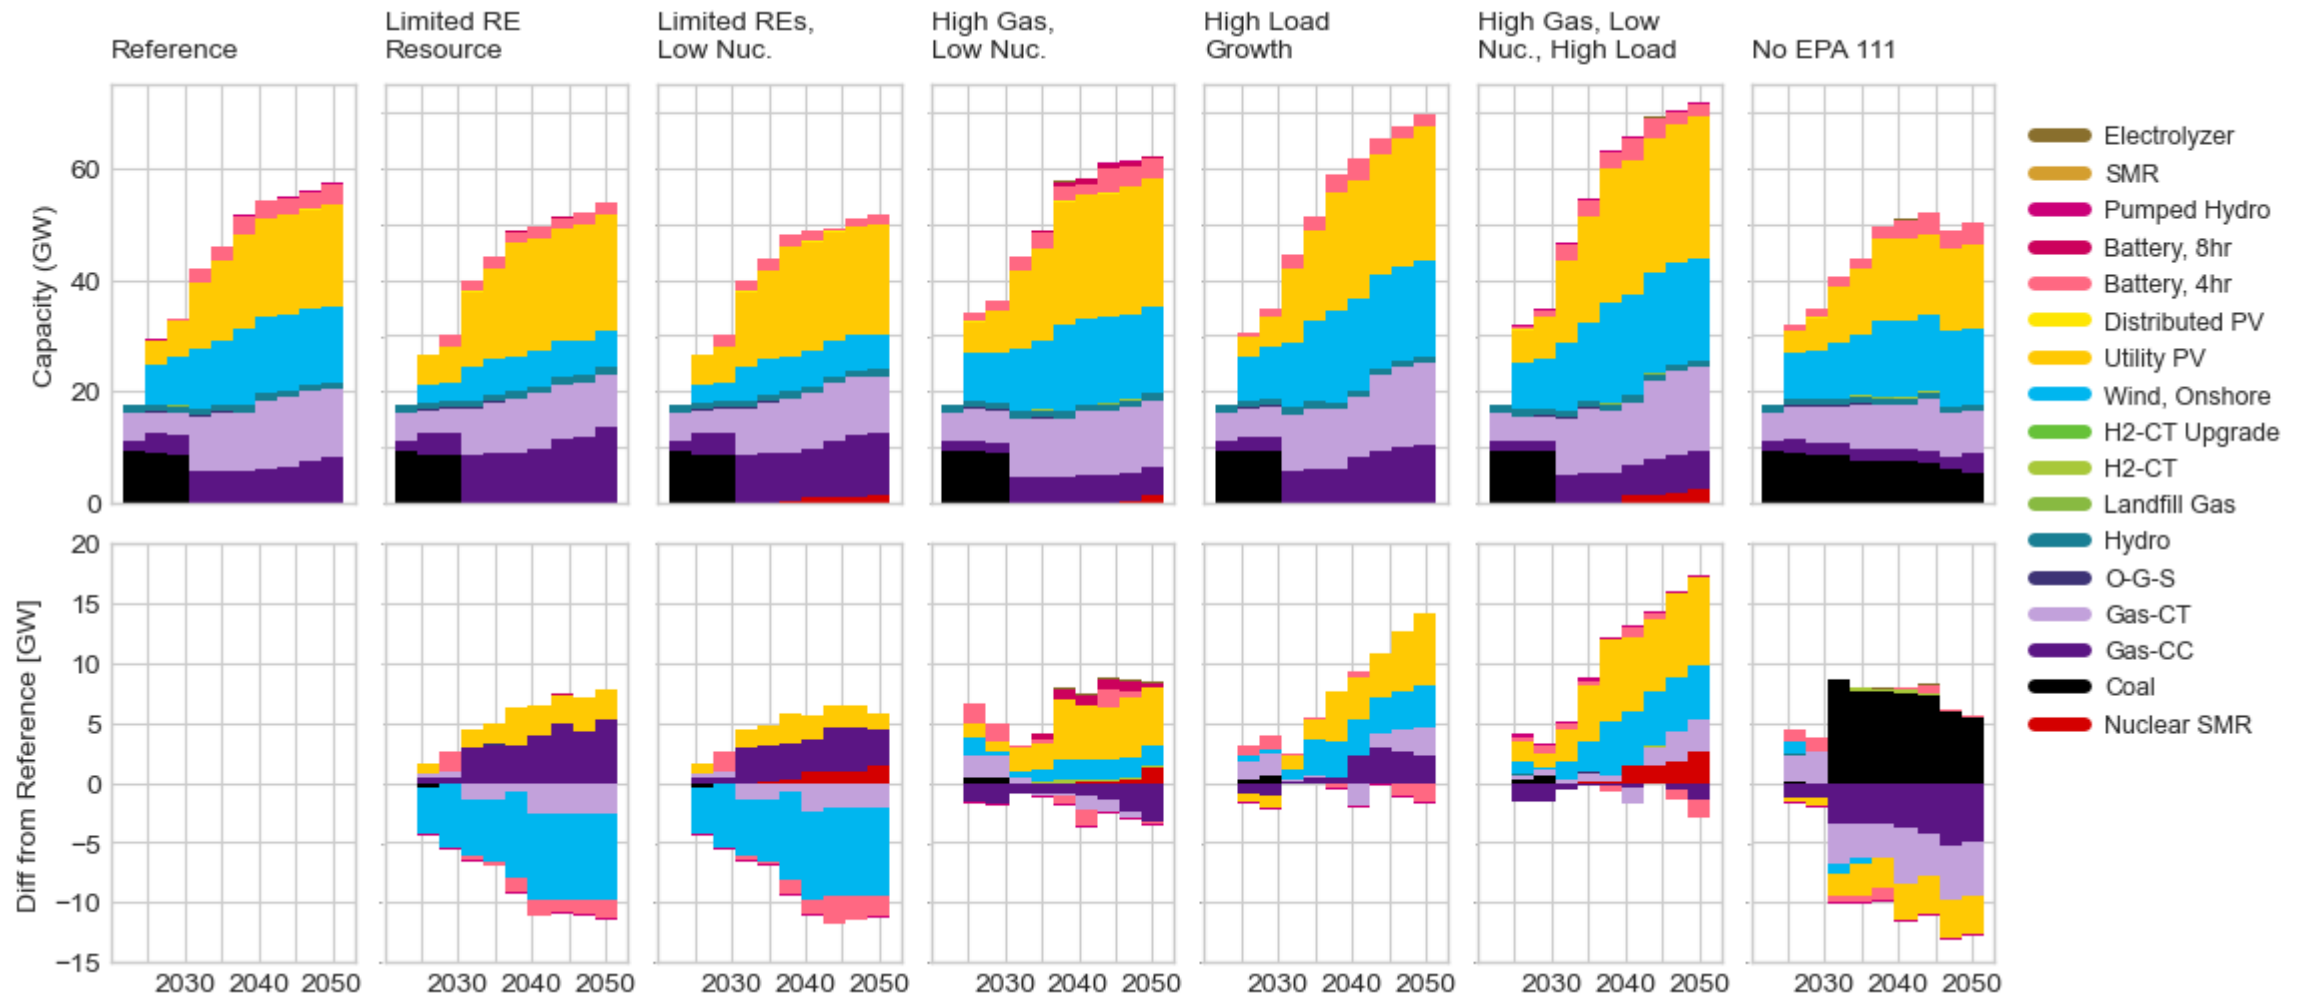 Reference
Limited RE
Resource
Limited REs,
Low Nuc.
High Gas,
Low Nuc.
High Load
Growth
High Gas, Low
Nuc., High Load
No EPA 111
Capacity (GW)
60
40
20
0
Diff from Reference [GW]
20
15
10
5
0
−5
−10
−15
2030 2040 2050
2030 2040 2050
2030 2040 2050
2030 2040 2050
2030 2040 2050
2030 2040 2050
2030 2040 2050
Electrolyzer
SMR
Pumped Hydro
Battery, 8hr
Battery, 4hr
Distributed PV
Utility PV
Wind, Onshore
H2-CT Upgrade
H2-CT
Landfill Gas
Hydro
O-G-S
Gas-CT
Gas-CC
Coal
Nuclear SMR